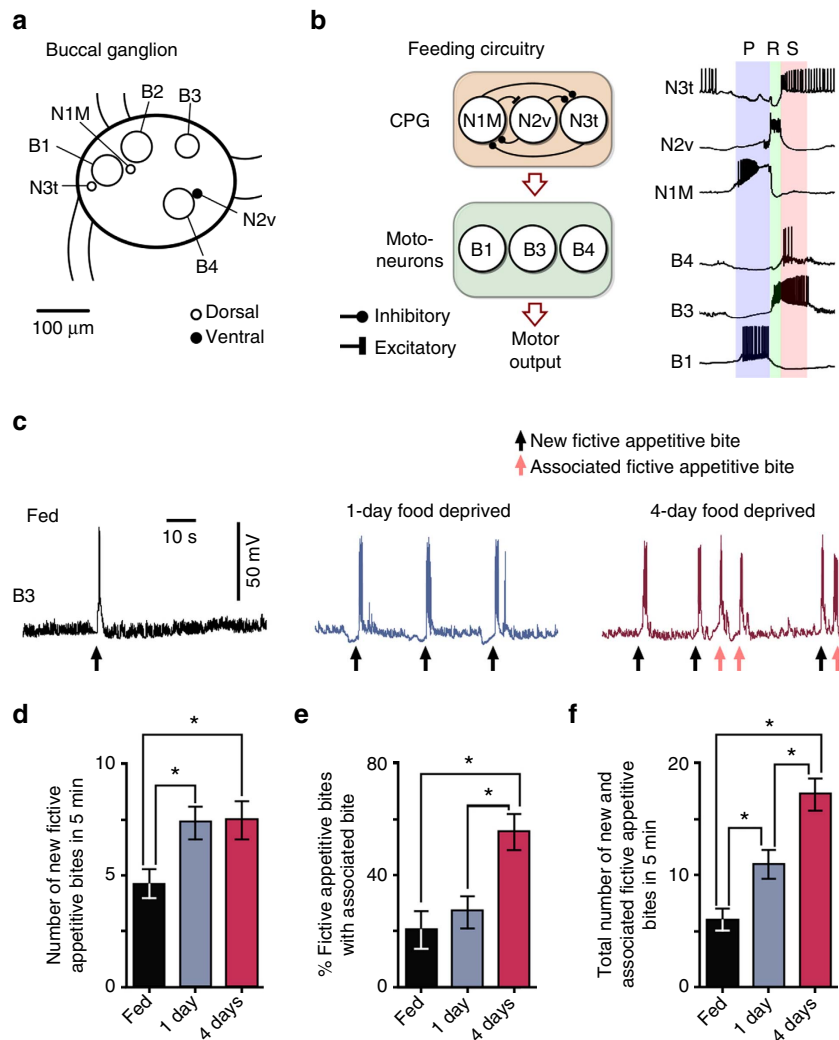 a
Buccal ganglion
B2
B3
N1M
B1
N3t
N2v
B4
100 μm
Dorsal
Ventral
b
Feeding circuitry
CPG
N1M N2v N3t
Moto-
neurons
B1 B3 B4
Inhibitory
Excitatory
Motor
output
P R S
N3t
N2v
N1M
B4
B3
B1
c
New fictive appetitive bite
Associated fictive appetitive bite
Fed
10 s
50 mV
B3
1-day food deprived
4-day food deprived
d
Number of new fictive
appetitive bites in 5 min
10
5
0
*
*
Fed
1 day
4 days
e
% Fictive appetitive bites
with associated bite
80
40
0
*
*
Fed
1 day
4 days
f
Total number of new and
associated fictive appetitive
bites in 5 min
20
10
0
*
*
*
Fed
1 day
4 days